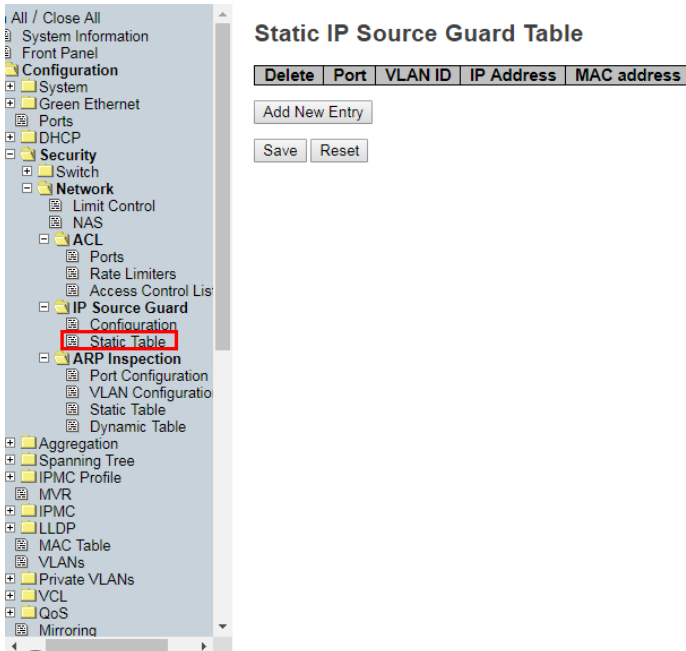 All / Close All
System Information
Front Panel
Configuration
System
Green Ethernet
Ports
DHCP
Security
Switch
Network
Limit Control
NAS
ACL
Ports
Rate Limiters
Access Control Lis
IP Source Guard
Configuration
Static Table
ARP Inspection
Port Configuration
VLAN Configuratio
Static Table
Dynamic Table
Aggregation
Spanning Tree
IPMC Profile
MVR
IPMC
LLDP
MAC Table
VLANs
Private VLANs
VCL
QoS
Mirroring
Static IP Source Guard Table
Delete Port VLAN ID IP Address MAC address
Add New Entry
Save Reset